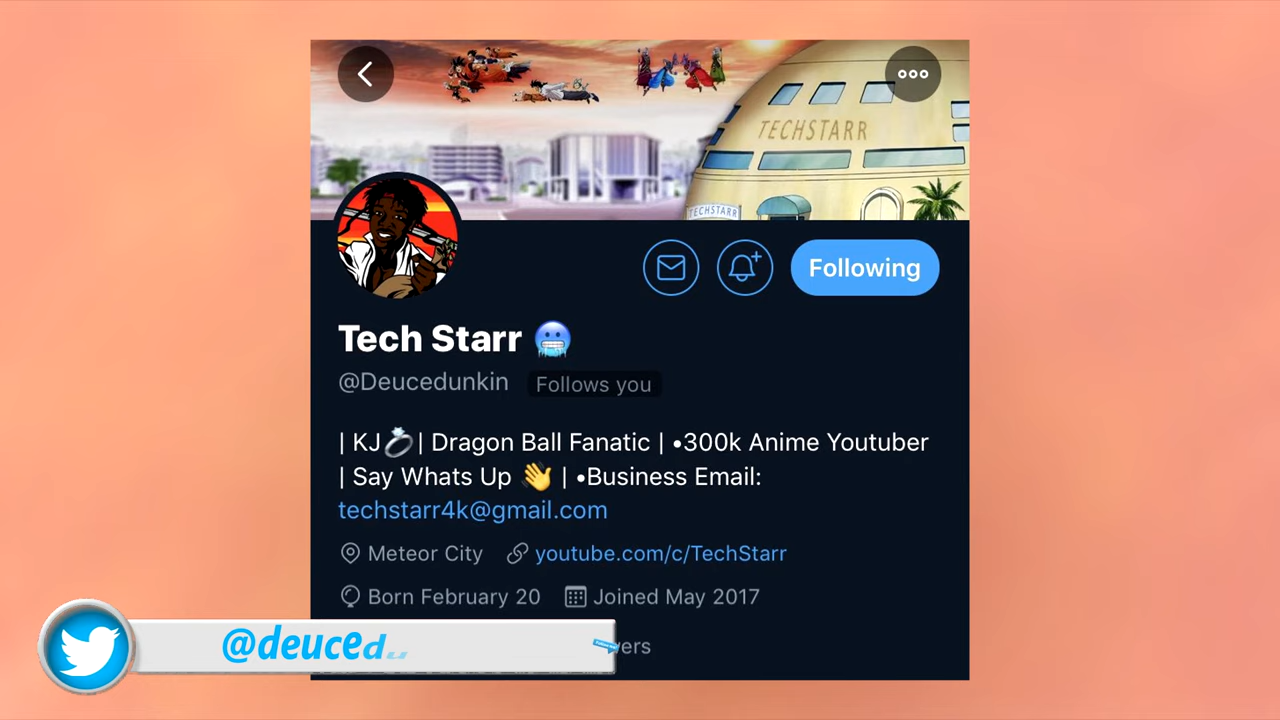 TECHSTARR
TECHSTARR
Following
Tech Starr 🥶
@Deucedunkin Follows you
| KJ💍| Dragon Ball Fanatic | •300k Anime Youtuber
| Say Whats Up 👋 | •Business Email:
techstarr4k@gmail.com
Meteor City youtube.com/c/TechStarr
Born February 20 Joined May 2017
@deucedu